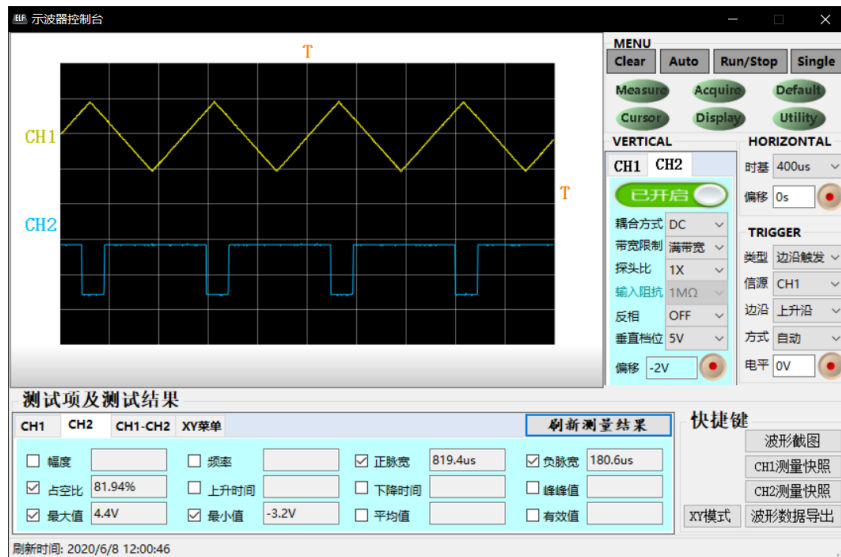 ELF 示波器控制台
T
CH1
T
CH2
MENU
Clear Auto Run/Stop Single
Measure Acquire Default
Cursor Display Utility
VERTICAL
CH1 CH2
已开启
耦合方式 DC
带宽限制 满带宽
探头比 1X
输入阻抗 1MΩ
反相 OFF
垂直档位 5V
偏移 -2V
HORIZONTAL
时基 400us
偏移 0s
TRIGGER
类型 边沿触发
信源 CH1
边沿 上升沿
方式 自动
电平 0V
测试项及测试结果
CH1 CH2 CH1-CH2 XY菜单 刷新测量结果
幅度 频率 正脉宽 819.4us 负脉宽 180.6us
占空比 81.94% 上升时间 下降时间 峰峰值
最大值 4.4V 最小值 -3.2V 平均值 有效值
快捷键
波形截图
CH1测量快照
CH2测量快照
XY模式 波形数据导出
刷新时间: 2020/6/8 12:00:46